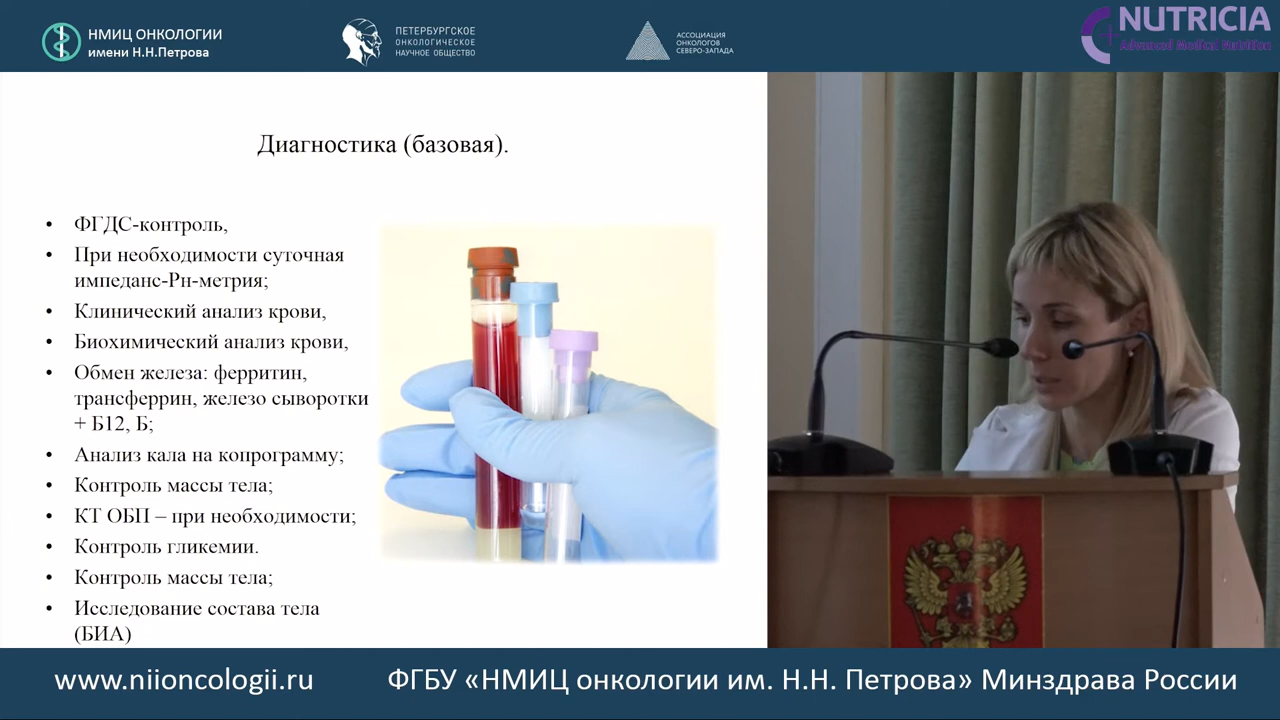 НМИЦ ОНКОЛОГИИ
имени Н.Н.Петрова
ПЕТЕРБУРГСКОЕ
ОНКОЛОГИЧЕСКОЕ
НАУЧНОЕ ОБЩЕСТВО
АССОЦИАЦИЯ
ОНКОЛОГОВ
СЕВЕРО-ЗАПАДА
NUTRICIA
Advanced Medical Nutrition
Диагностика (базовая).
• ФГДС-контроль,
• При необходимости суточная
импеданс-Рн-метрия;
• Клинический анализ крови,
• Биохимический анализ крови,
• Обмен железа: ферритин,
трансферрин, железо сыворотки
+ Б12, Б;
• Анализ кала на копрограмму;
• Контроль массы тела;
• КТ ОБП – при необходимости;
• Контроль гликемии.
• Контроль массы тела;
• Исследование состава тела
(БИА)
www.niioncologii.ru
ФГБУ «НМИЦ онкологии им. Н.Н. Петрова» Минздрава России